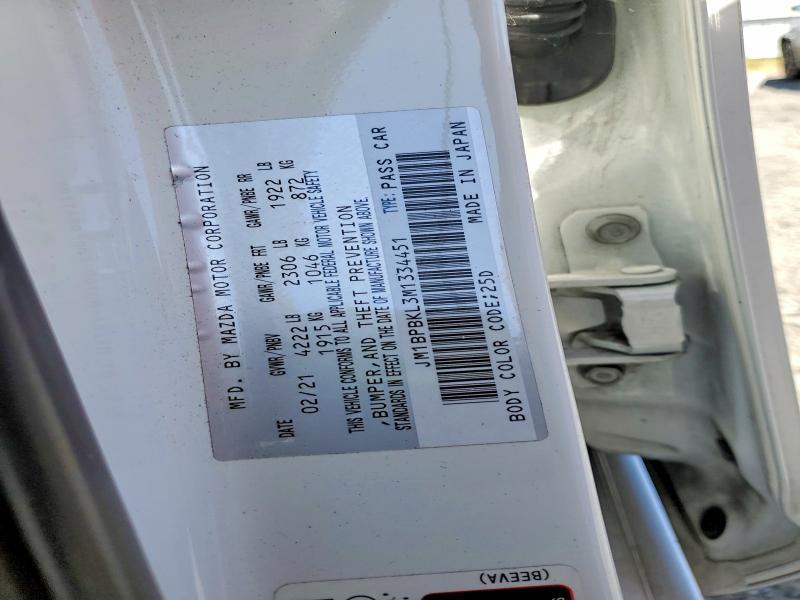 MFD. BY MAZDA MOTOR CORPORATION
DATE GVWR/PNBV GAWR/PNBE FRT GAWR/PNBE RR
02/21 4222 LB 2306 LB 1922 LB
1915 KG 1046 KG 872 KG
THIS VEHICLE CONFORMS TO ALL APPLICABLE FEDERAL MOTOR VEHICLE SAFETY
,BUMPER, AND THEFT PREVENTION
STANDARDS IN EFFECT ON THE DATE OF MANUFACTURE SHOWN ABOVE.
JM1BPBKL3M1334451 TYPE: PASS CAR
BODY COLOR CODE:25D MADE IN JAPAN
(BEEVA)